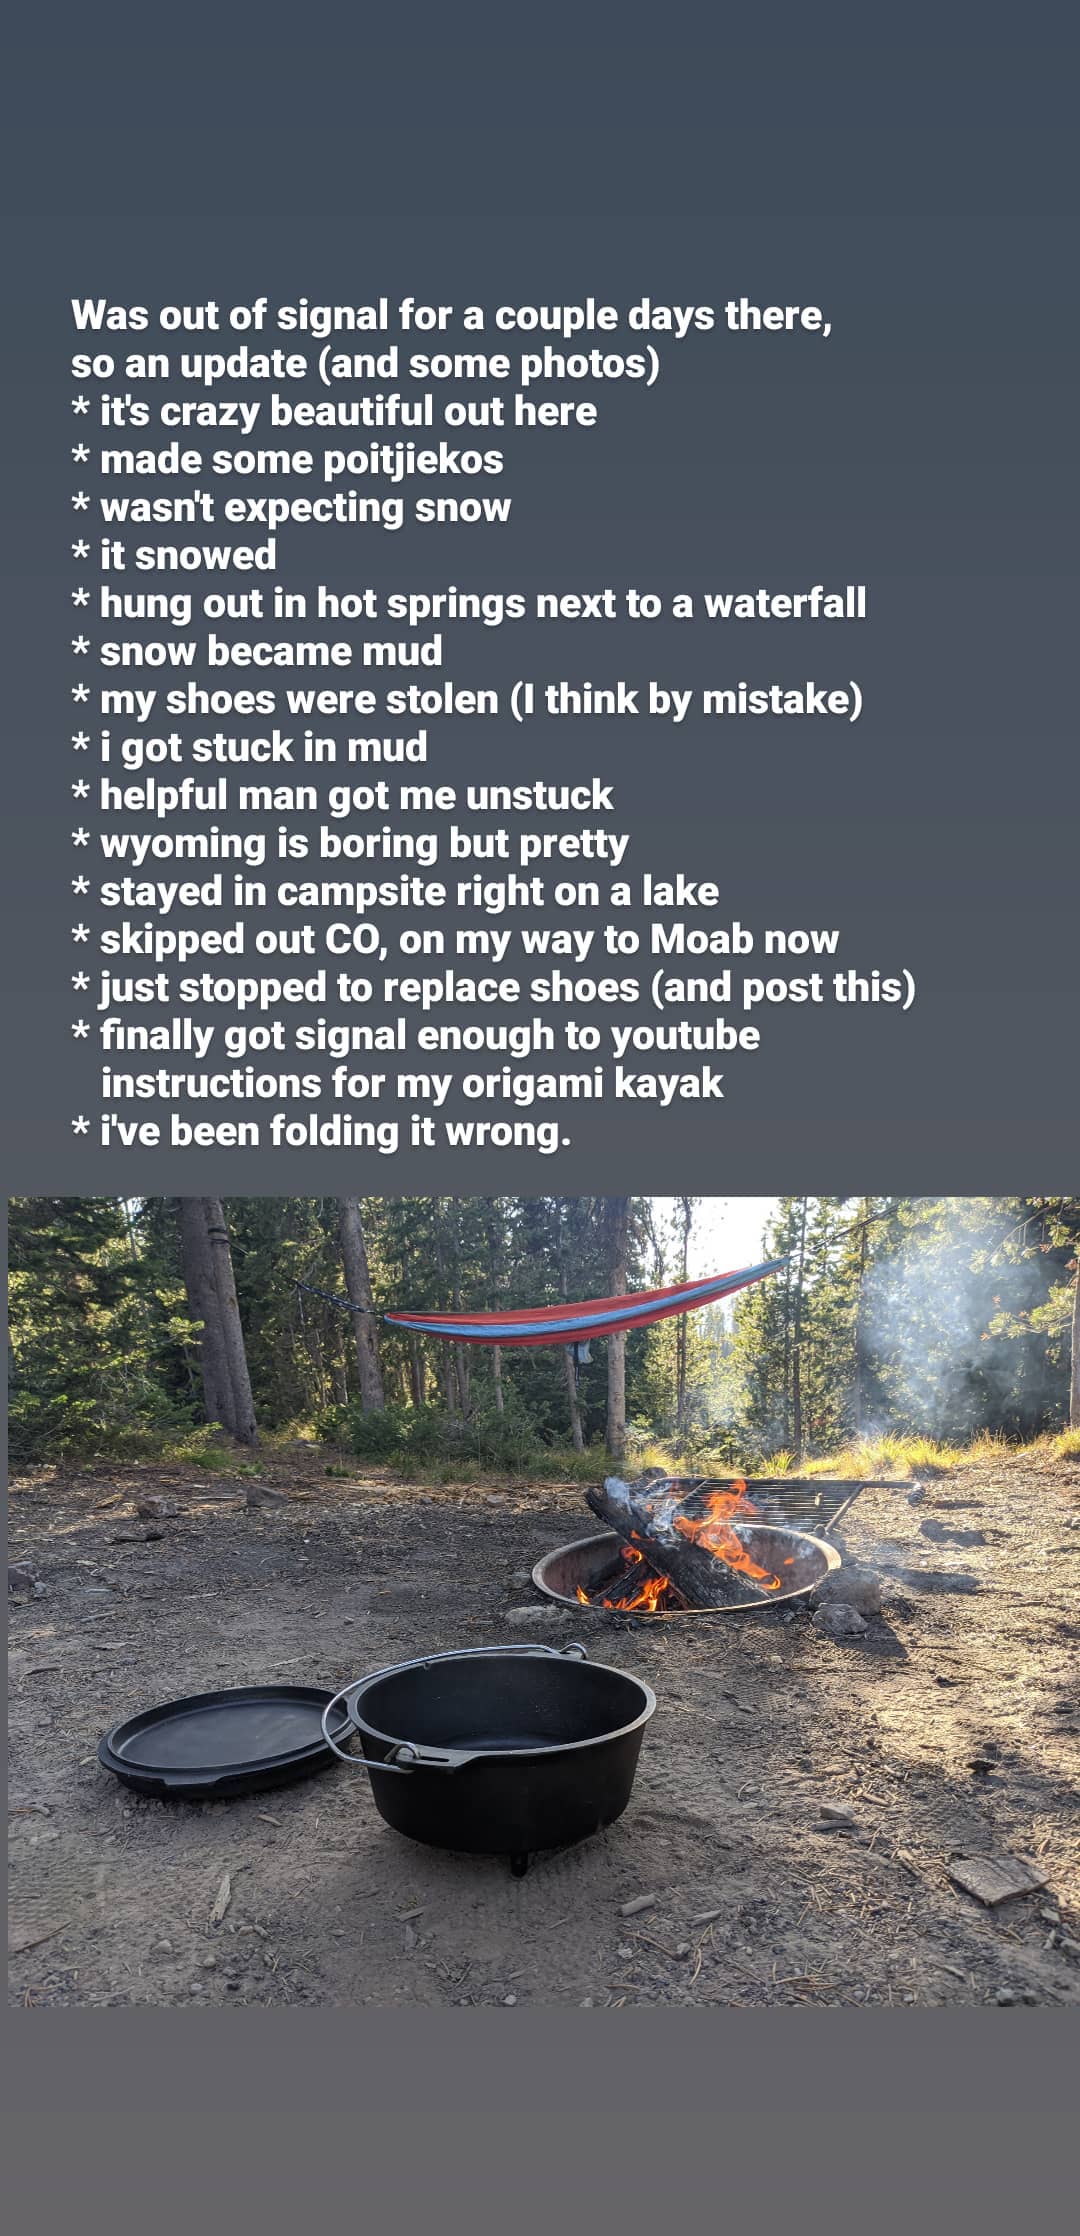 Was out of signal for a couple days there,
so an update (and some photos)
* it's crazy beautiful out here
* made some poitjiekos
* wasn't expecting snow
* it snowed
* hung out in hot springs next to a waterfall
* snow became mud
* my shoes were stolen (I think by mistake)
* i got stuck in mud
* helpful man got me unstuck
* wyoming is boring but pretty
* stayed in campsite right on a lake
* skipped out CO, on my way to Moab now
* just stopped to replace shoes (and post this)
* finally got signal enough to youtube
instructions for my origami kayak
* i've been folding it wrong.